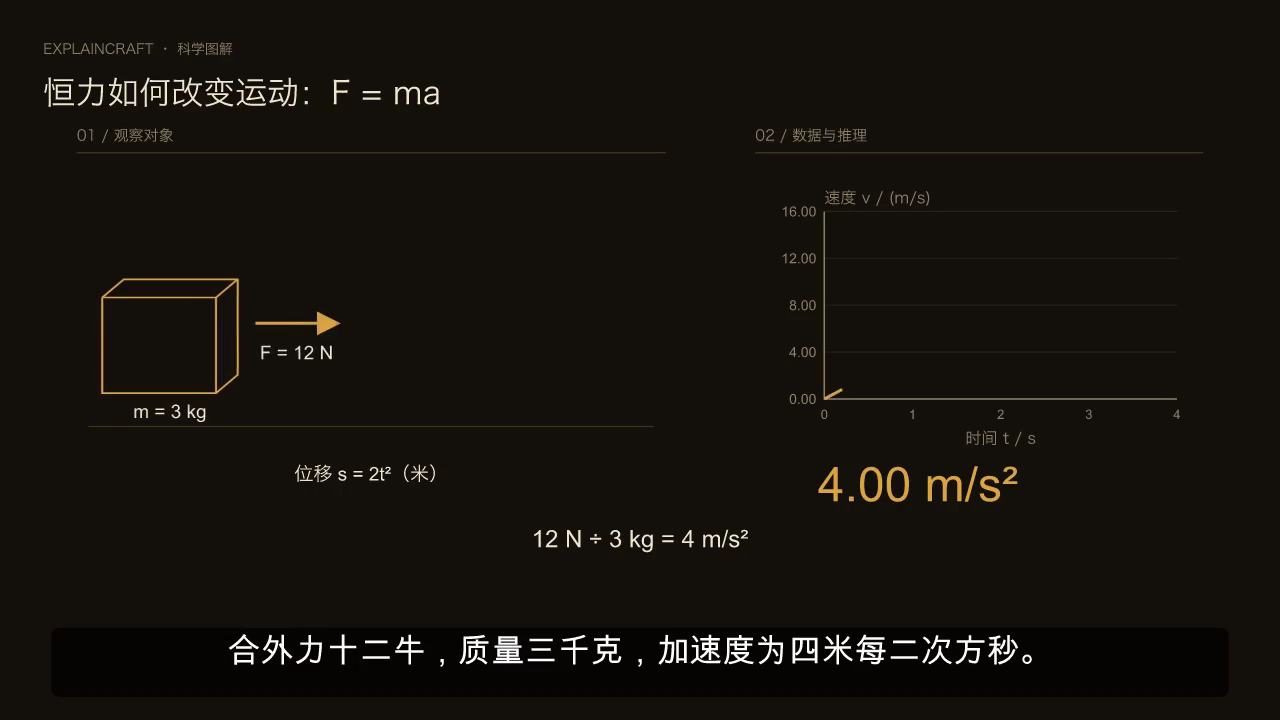 EXPLAINCRAFT · 科学图解
恒力如何改变运动：F = ma
01 / 观察对象
F = 12 N
m = 3 kg
位移 s = 2t²（米）
02 / 数据与推理
速度 v / (m/s)
16.00
12.00
8.00
4.00
0.00
0 1 2 3 4
时间 t / s
4.00 m/s²
12 N ÷ 3 kg = 4 m/s²
合外力十二牛，质量三千克，加速度为四米每二次方秒。